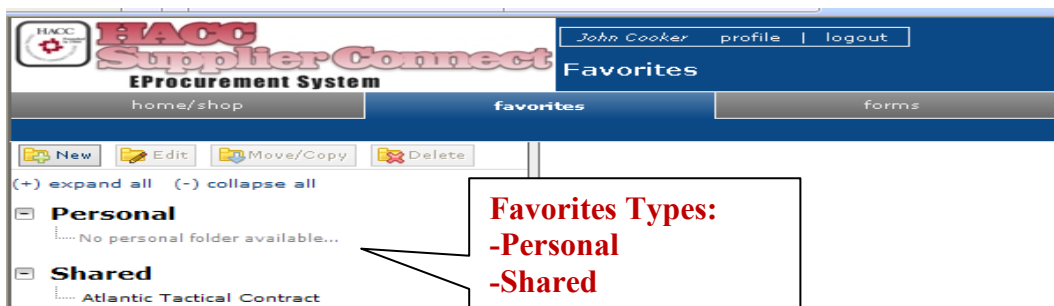 HACC
HACC
Supplier Connect
EProcurement System
John Cooker profile | logout
Favorites
home/shop favorites forms
New Edit Move/Copy Delete
(+) expand all (-) collapse all
Personal
No personal folder available...
Shared
Atlantic Tactical Contract
Favorites Types:
-Personal
-Shared